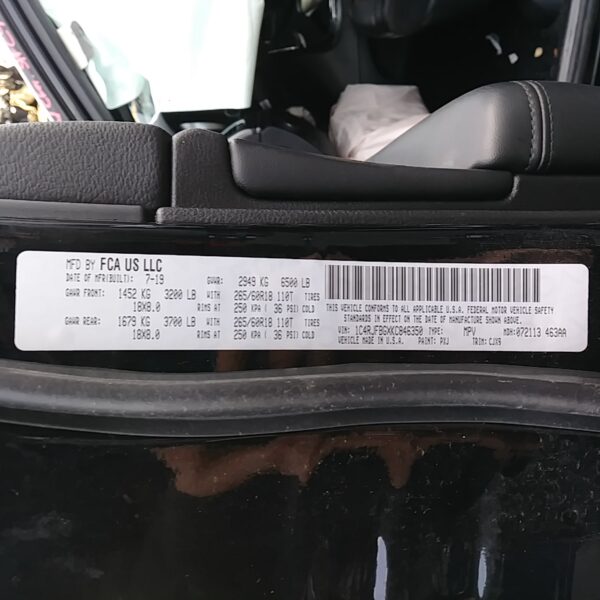 MFD BY FCA US LLC
DATE OF MFR(BUILT): 7-19 GVWR: 2949 KG 6500 LB
GAWR FRONT: 1452 KG 3200 LB WITH 265/60R18 110T TIRES
18X8.0 RIMS AT 250 KPA ( 36 PSI) COLD
GAWR REAR: 1679 KG 3700 LB WITH 265/60R18 110T TIRES
18X8.0 RIMS AT 250 KPA ( 36 PSI) COLD
THIS VEHICLE CONFORMS TO ALL APPLICABLE U.S.A. FEDERAL MOTOR VEHICLE SAFETY
STANDARDS IN EFFECT ON THE DATE OF MANUFACTURE SHOWN ABOVE.
VIN: 1C4RJFBGXKC846350 TYPE: MPV MDH:072113 463AA
VEHICLE MADE IN U.S.A. PAINT: PXJ TRIM: CJX9